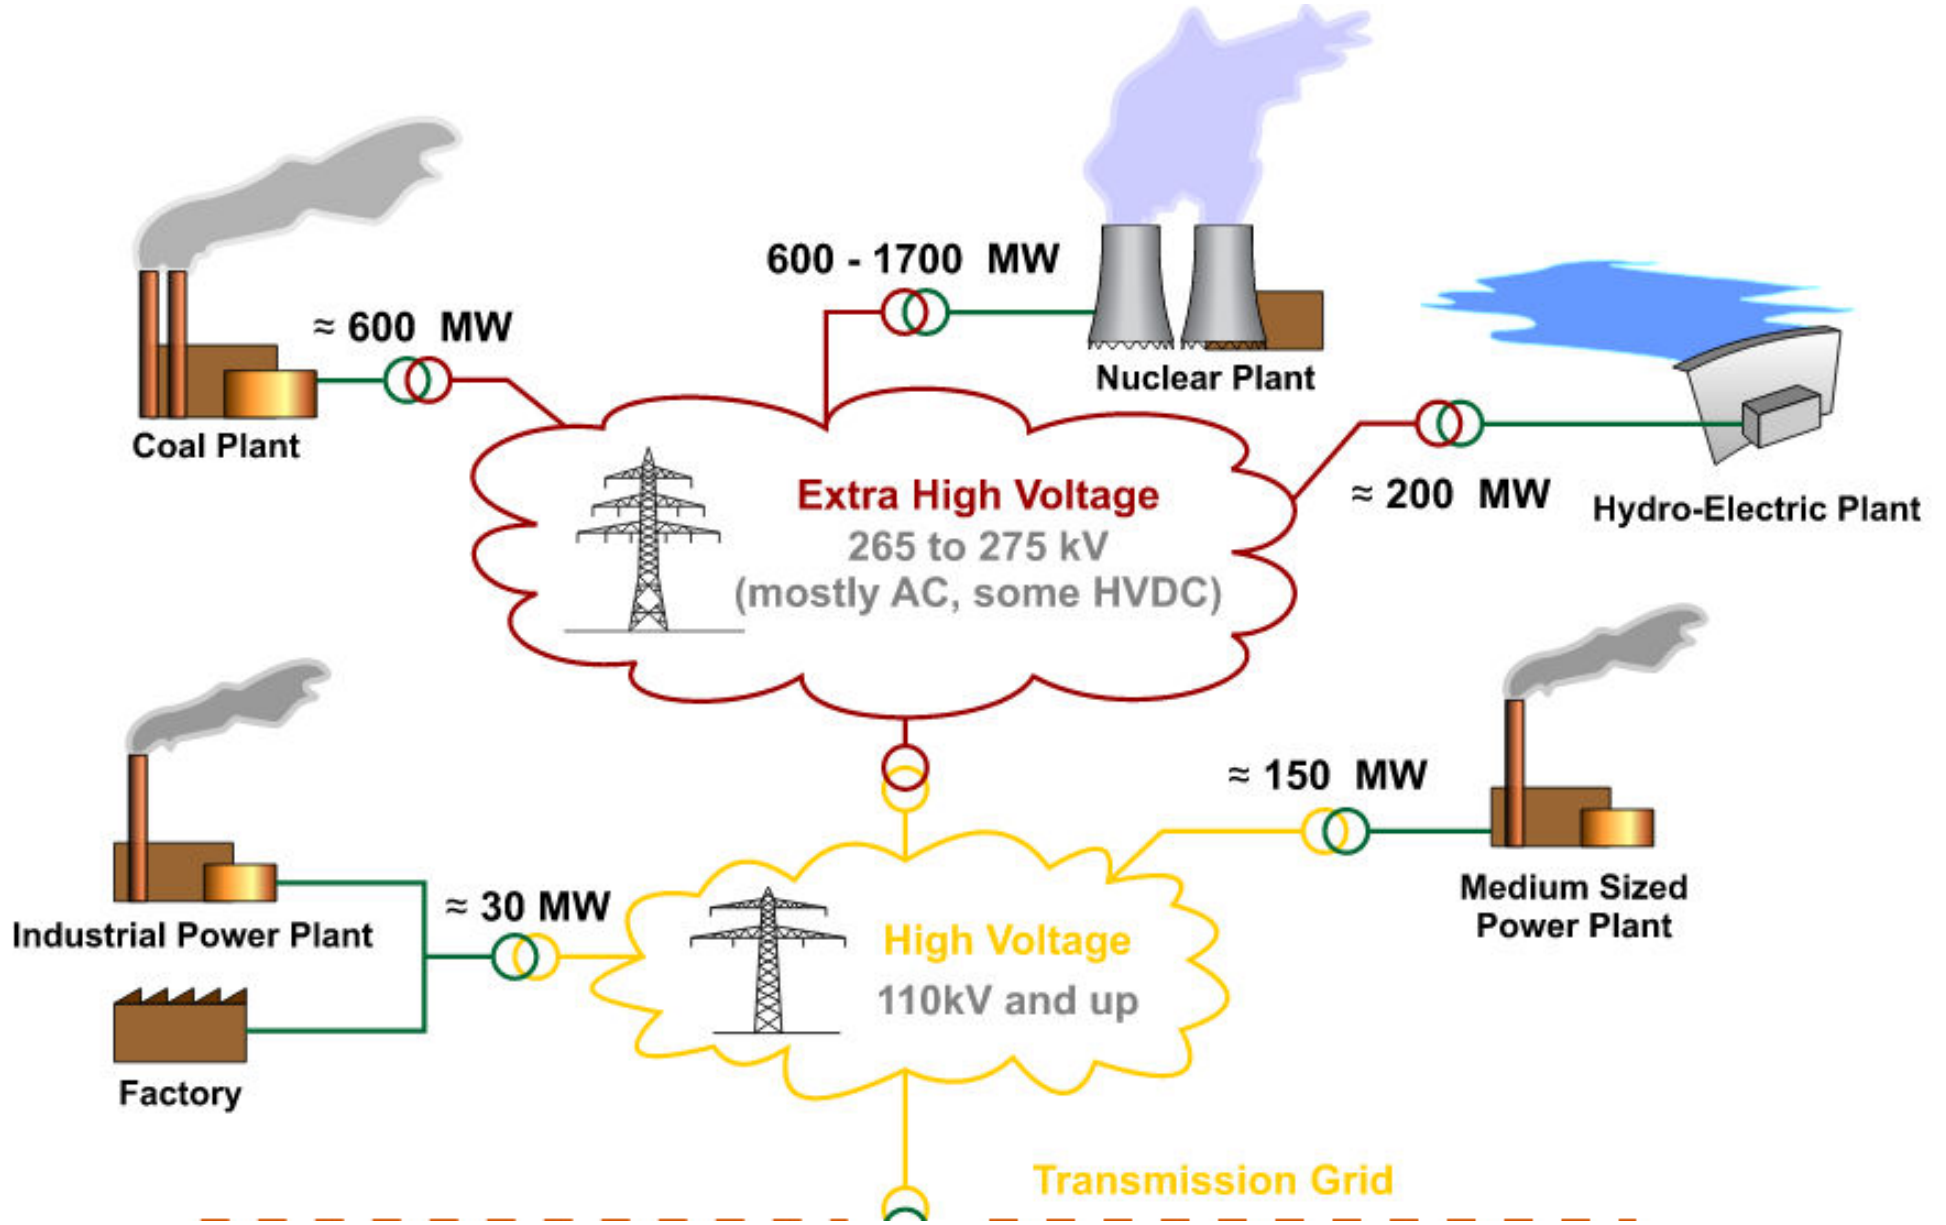 600 - 1700  MW
≈ 600  MW
Nuclear Plant
Coal Plant
Extra High Voltage
265 to 275 kV
(mostly AC, some HVDC)
≈ 200  MW
Hydro-Electric Plant
≈ 150  MW
Medium Sized
Power Plant
≈ 30 MW
Industrial Power Plant
High Voltage
110kV and up
Factory
Transmission Grid